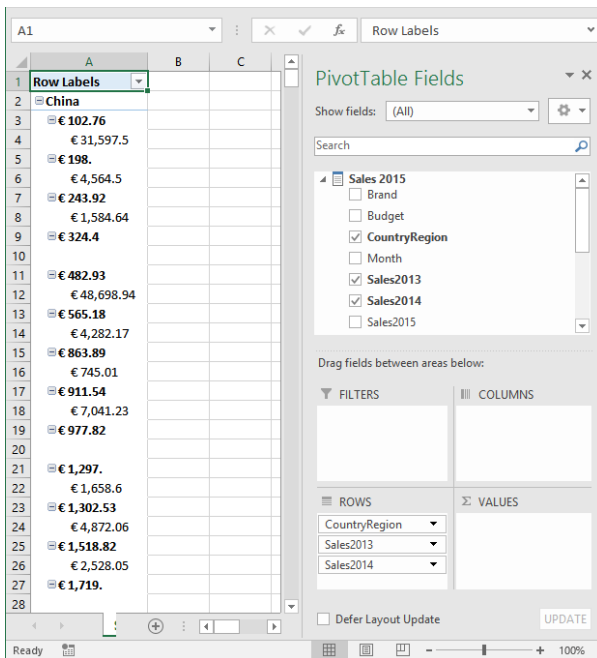 A1 fx Row Labels
A B C
1 Row Labels
2 China
3 € 102.76
4 € 31,597.5
5 € 198.
6 € 4,564.5
7 € 243.92
8 € 1,584.64
9 € 324.4
10
11 € 482.93
12 € 48,698.94
13 € 565.18
14 € 4,282.17
15 € 863.89
16 € 745.01
17 € 911.54
18 € 7,041.23
19 € 977.82
20
21 € 1,297.
22 € 1,658.6
23 € 1,302.53
24 € 4,872.06
25 € 1,518.82
26 € 2,528.05
27 € 1,719.
28
PivotTable Fields
Show fields: (All)
Search
Sales 2015
Brand
Budget
CountryRegion
Month
Sales2013
Sales2014
Sales2015
Drag fields between areas below:
FILTERS
COLUMNS
ROWS
CountryRegion
Sales2013
Sales2014
Σ VALUES
Defer Layout Update
UPDATE
Ready
100%